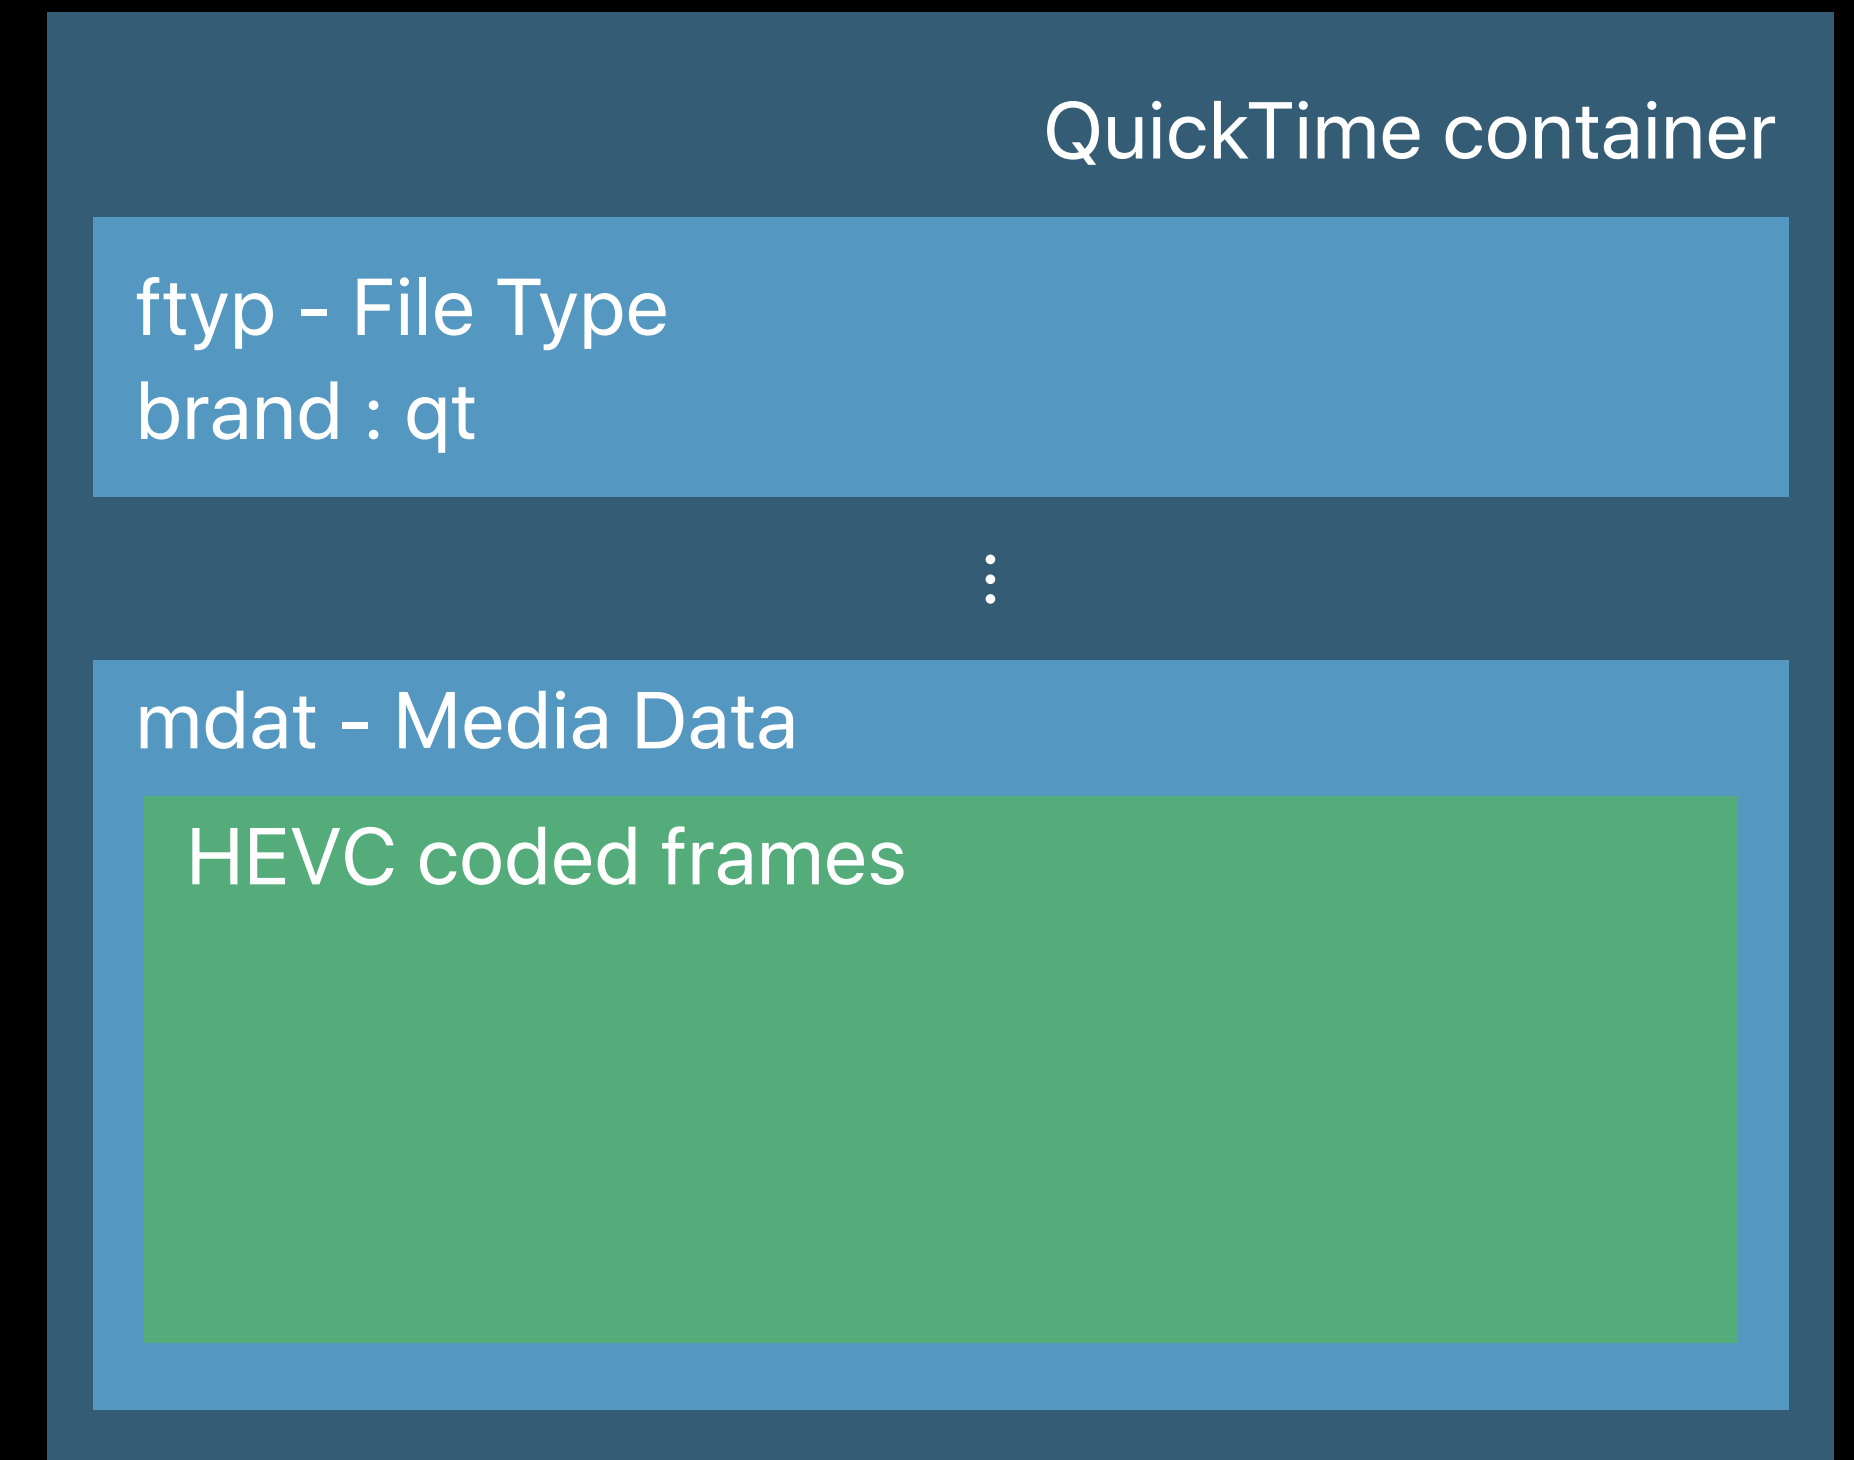 QuickTime container
ftyp - File Type
brand : qt
⋮
mdat - Media Data
HEVC coded frames